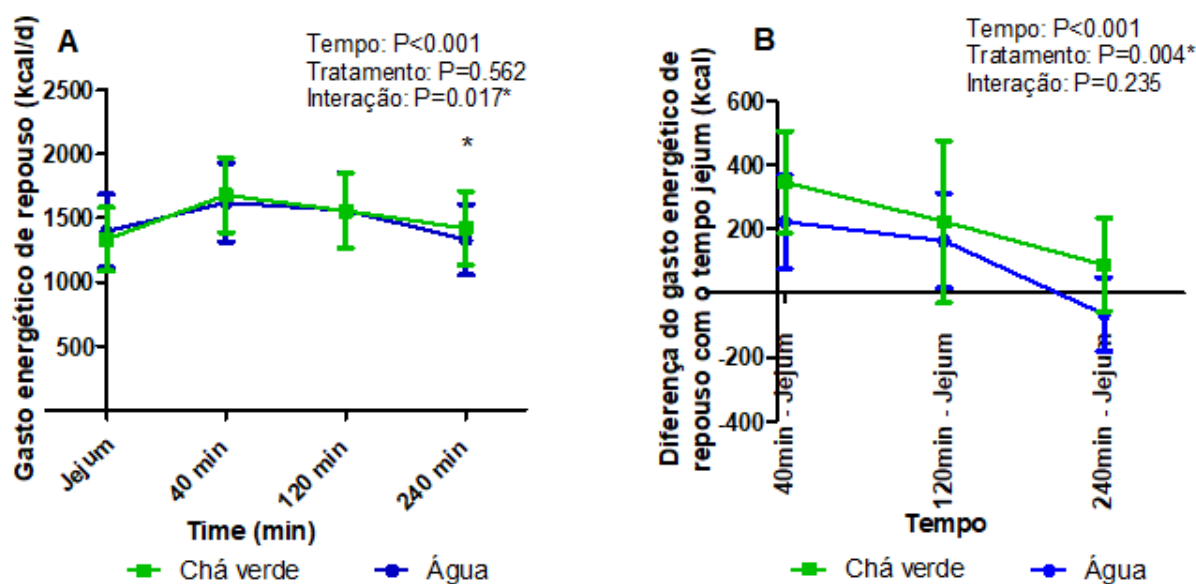 A
Tempo: P<0.001
Tratamento: P=0.562
Interação: P=0.017*
Gasto energético de repouso (kcal/d)
2500
2000
1500
1000
500
*
Jejum
40 min
120 min
240 min
Time (min)
Chá verde
Água
B
Tempo: P<0.001
Tratamento: P=0.004*
Interação: P=0.235
Diferença do gasto energético de
repouso com o tempo jejum (kcal)
600
400
200
-200
-400
40min - Jejum
120min - Jejum
240min - Jejum
Tempo
Chá verde
Água